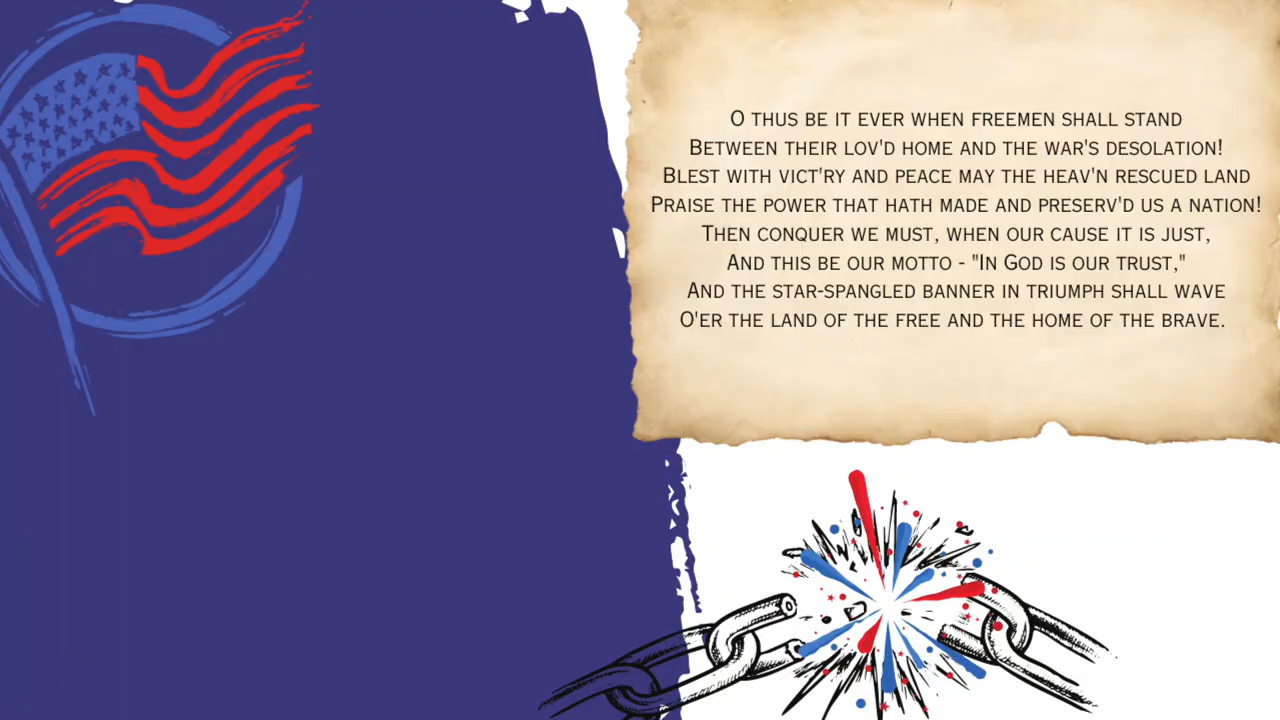 O THUS BE IT EVER WHEN FREEMEN SHALL STAND
BETWEEN THEIR LOV'D HOME AND THE WAR'S DESOLATION!
BLEST WITH VICT'RY AND PEACE MAY THE HEAV'N RESCUED LAND
PRAISE THE POWER THAT HATH MADE AND PRESERV'D US A NATION!
THEN CONQUER WE MUST, WHEN OUR CAUSE IT IS JUST,
AND THIS BE OUR MOTTO - "IN GOD IS OUR TRUST,"
AND THE STAR-SPANGLED BANNER IN TRIUMPH SHALL WAVE
O'ER THE LAND OF THE FREE AND THE HOME OF THE BRAVE.